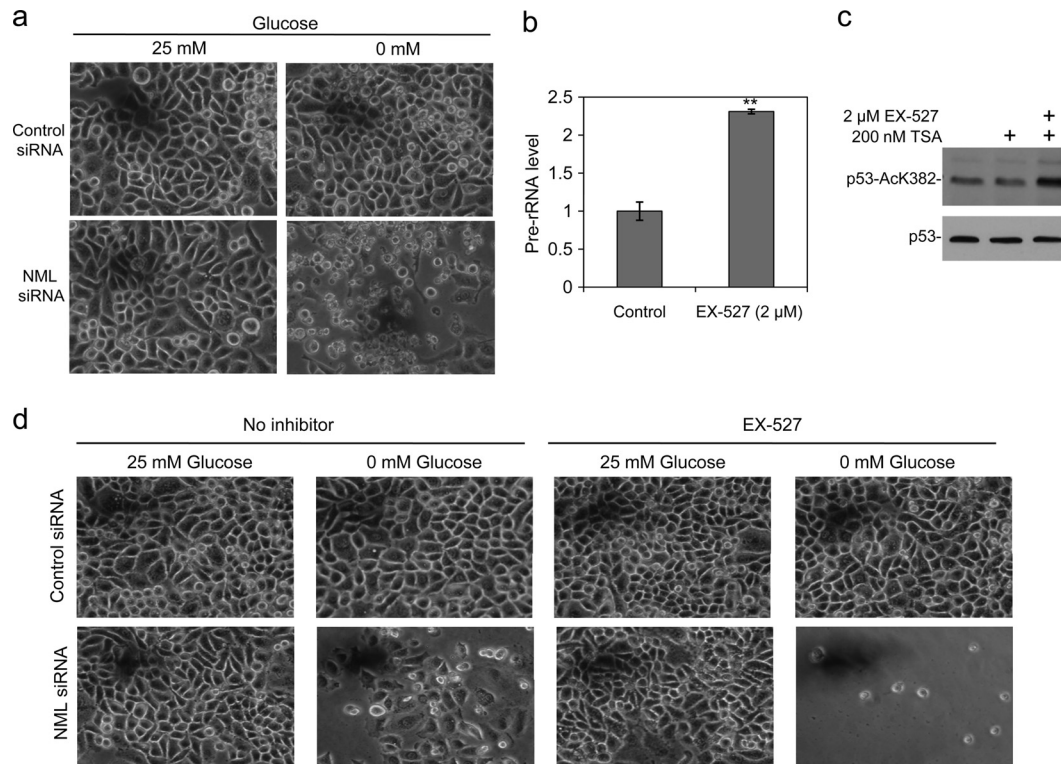 a
Glucose
25 mM
0 mM
Control
siRNA
NML
siRNA
b
Pre-rRNA level
2.5
2
1.5
1
1
0.5
0
**
Control
EX-527 (2 µM)
c
2 µM EX-527
+
200 nM TSA
+
+
p53-AcK382-
p53-
d
No inhibitor
EX-527
25 mM Glucose
0 mM Glucose
25 mM Glucose
0 mM Glucose
Control siRNA
NML siRNA